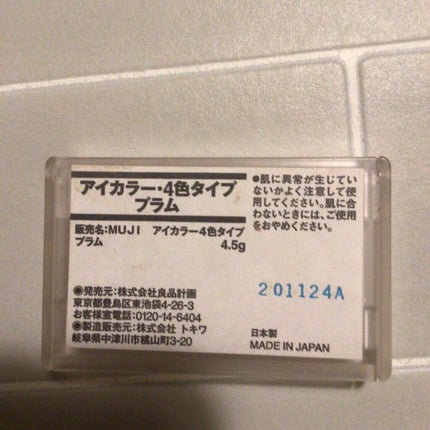 アイカラー・4色タイプ
プラム
販売名:MUJI　アイカラー4色タイプ
プラム
4.5g
●肌に異常が生じてい
ないかよく注意して使
用してください。肌に合
わないときには、ご使用
をおやめください。
●発売元:株式会社良品計画
東京都豊島区東池袋4-26-3
お客様室電話:0120-14-6404
●製造販売元:株式会社 トキワ
岐阜県中津川市桃山町3-20
201124A
日本製
MADE IN JAPAN